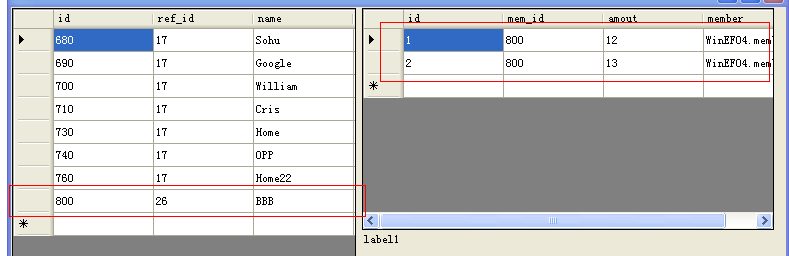 id ref_id name
680 17 Sohu
690 17 Google
700 17 William
710 17 Cris
730 17 Home
740 17 OPP
760 17 Home22
800 26 BBB
id mem_id amout member
1 800 12 WinEF04.mem
2 800 13 WinEF04.mem
label1